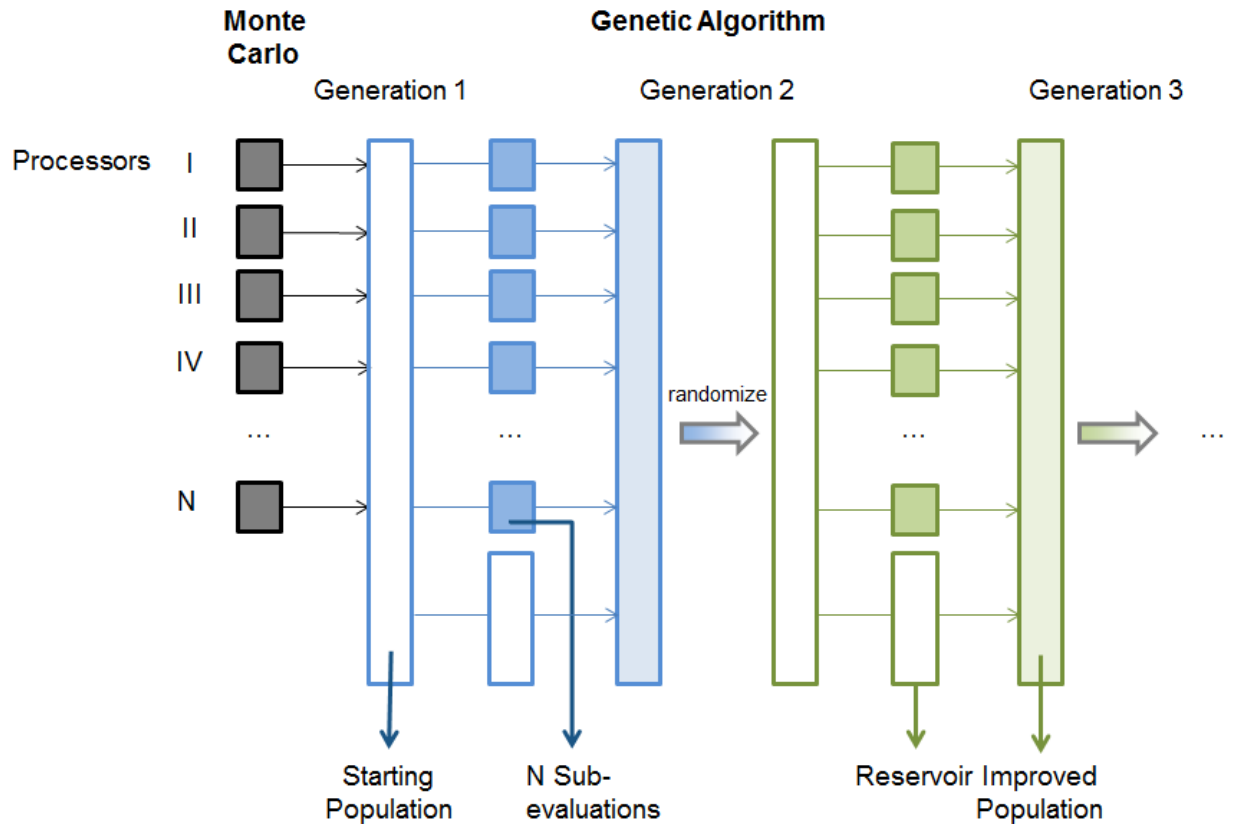 Monte
Carlo
Genetic Algorithm
Generation 1
Generation 2
Generation 3
Processors
I
II
III
IV
...
...
randomize
...
...
N
Starting
Population
N Sub-
evaluations
Reservoir
Improved
Population